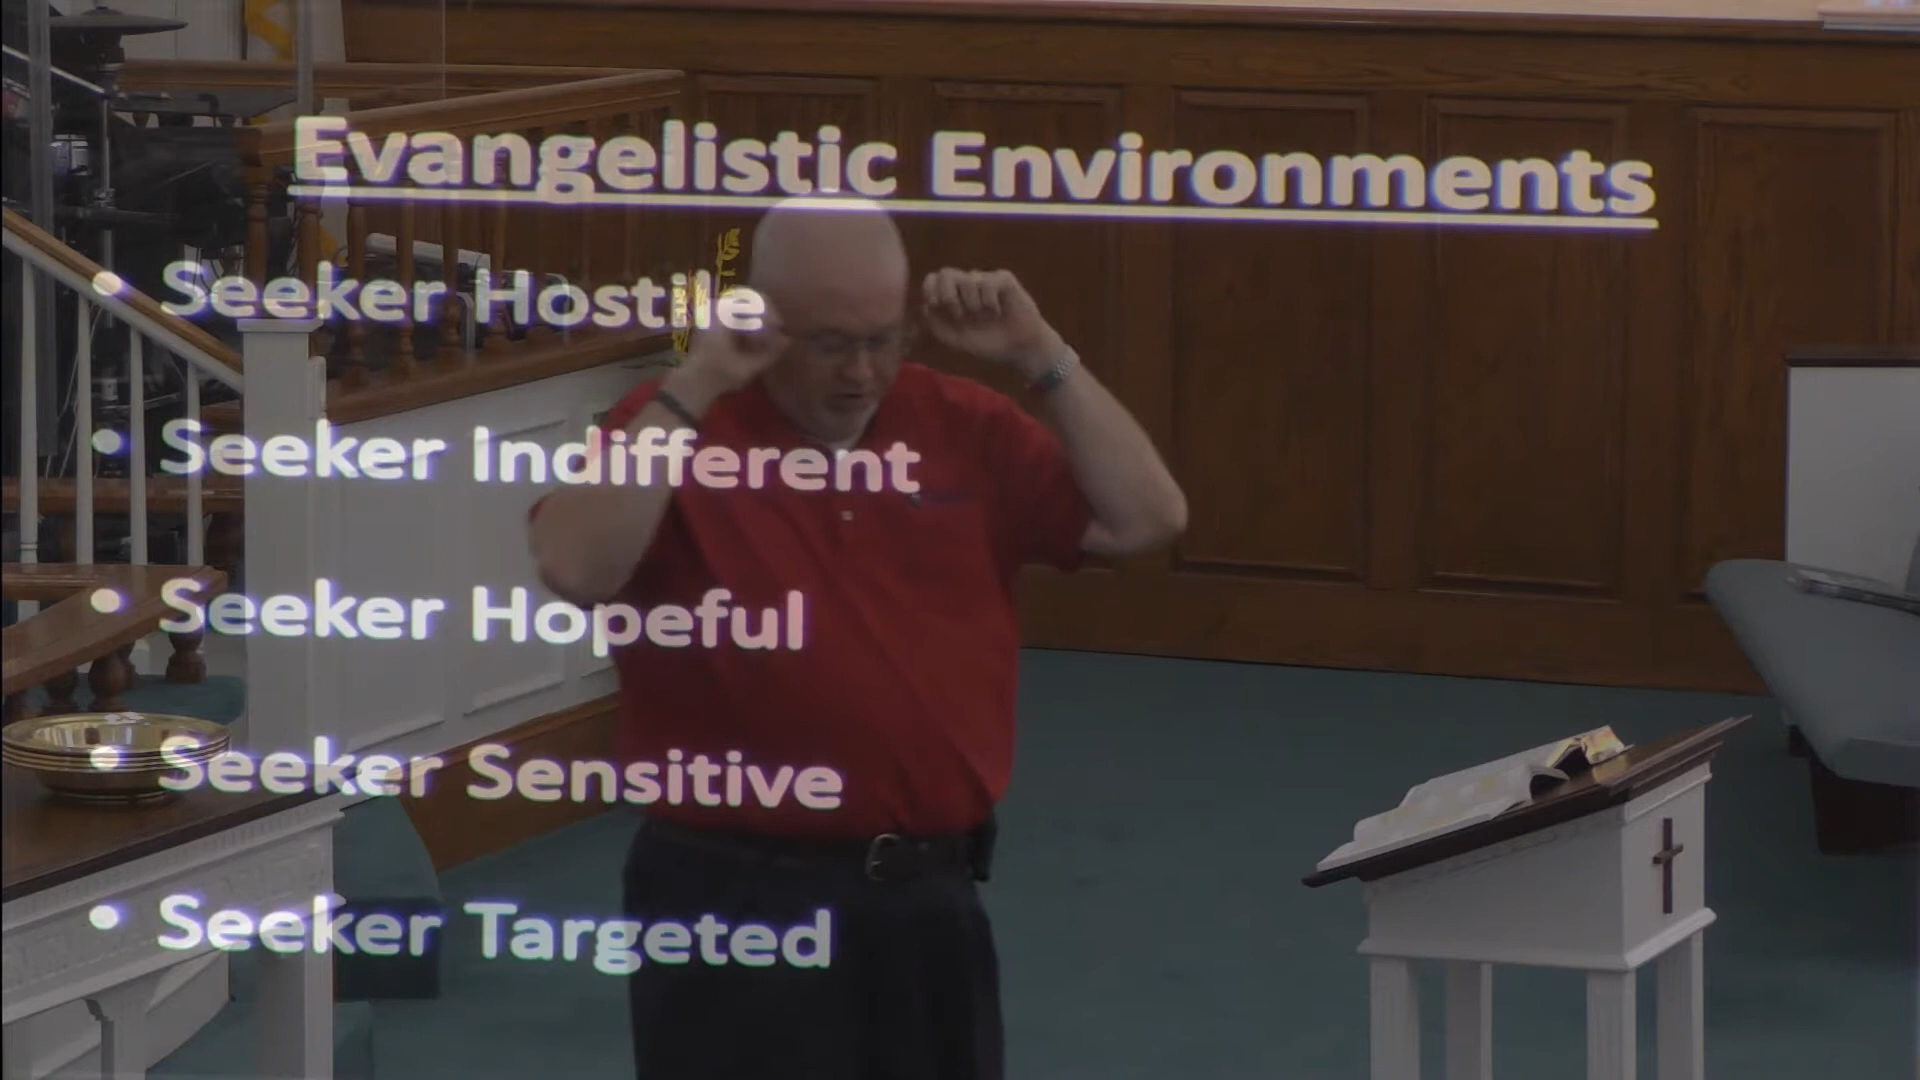 Evangelistic Environments
• Seeker Hostile
• Seeker Indifferent
• Seeker Hopeful
• Seeker Sensitive
• Seeker Targeted